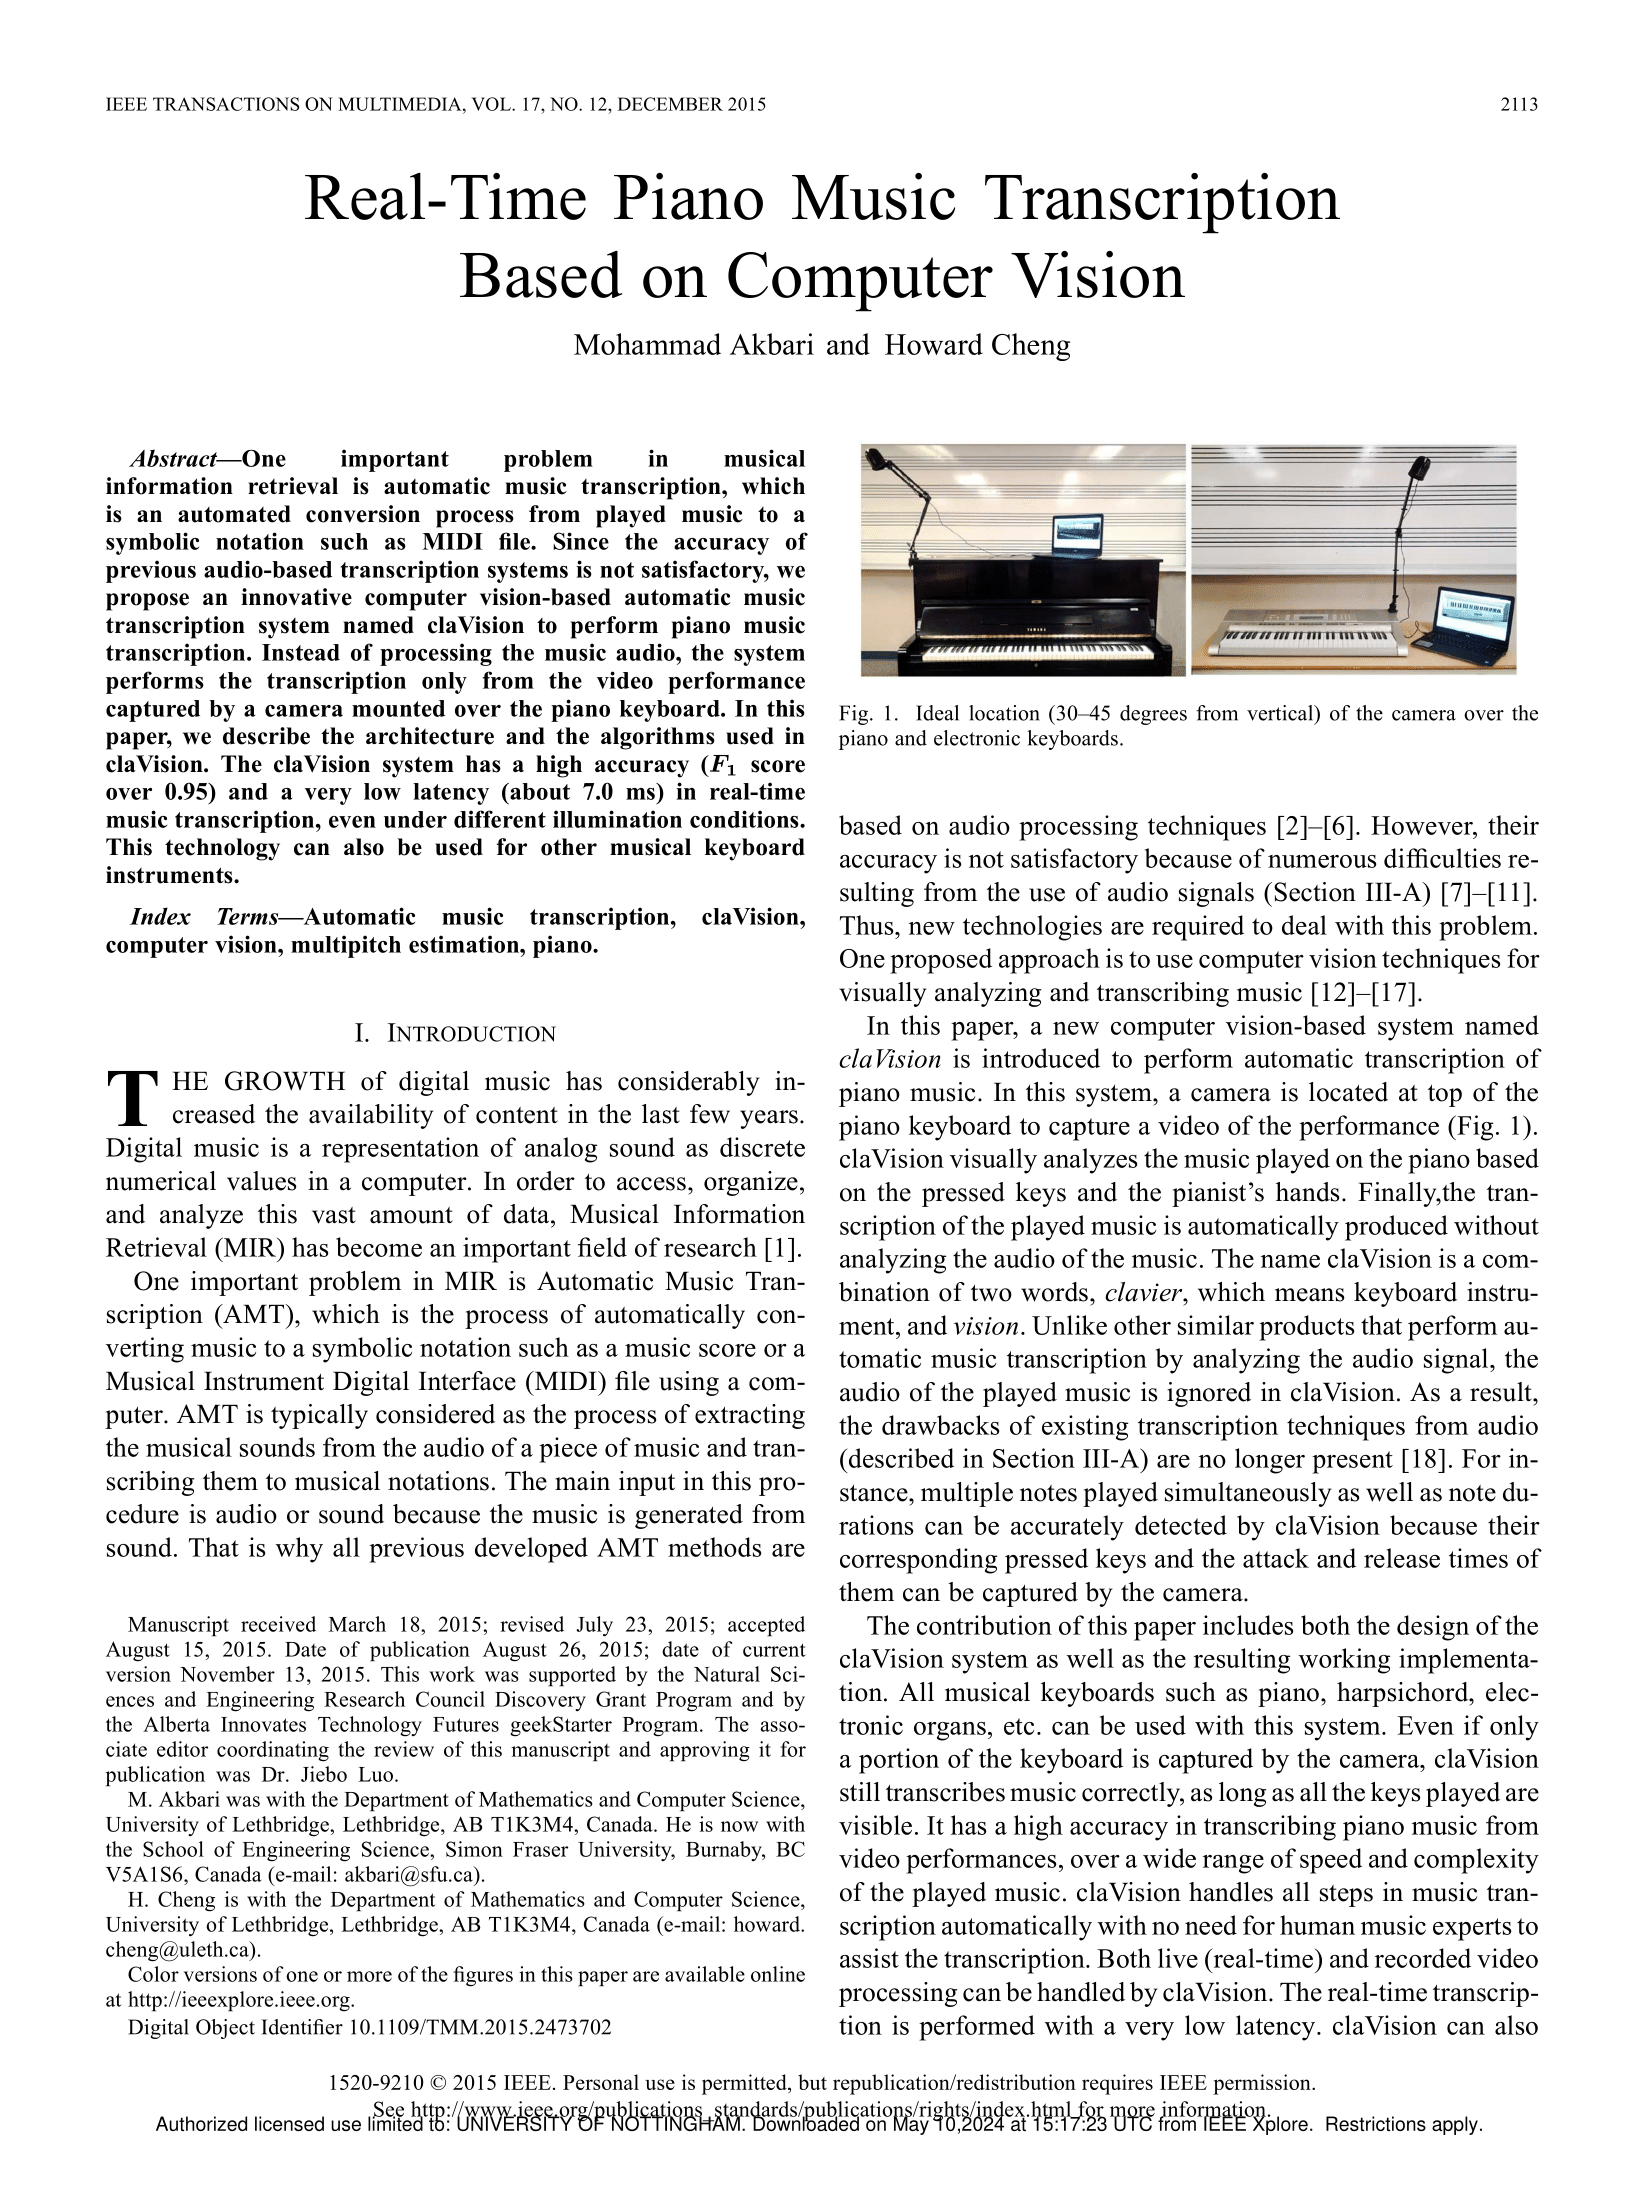 IEEE TRANSACTIONS ON MULTIMEDIA, VOL. 17, NO. 12, DECEMBER 2015
2113
Real-Time Piano Music Transcription
Based on Computer Vision
Mohammad Akbari and Howard Cheng
Abstract—One important problem in musical
information retrieval is automatic music transcription, which
is an automated conversion process from played music to a
symbolic notation such as MIDI file. Since the accuracy of
previous audio-based transcription systems is not satisfactory, we
propose an innovative computer vision-based automatic music
transcription system named claVision to perform piano music
transcription. Instead of processing the music audio, the system
performs the transcription only from the video performance
captured by a camera mounted over the piano keyboard. In this
paper, we describe the architecture and the algorithms used in
claVision. The claVision system has a high accuracy (F₁ score
over 0.95) and a very low latency (about 7.0 ms) in real-time
music transcription, even under different illumination conditions.
This technology can also be used for other musical keyboard
instruments.
Index Terms—Automatic music transcription, claVision,
computer vision, multipitch estimation, piano.
I. INTRODUCTION
THE GROWTH of digital music has considerably in-
creased the availability of content in the last few years.
Digital music is a representation of analog sound as discrete
numerical values in a computer. In order to access, organize,
and analyze this vast amount of data, Musical Information
Retrieval (MIR) has become an important field of research [1].
One important problem in MIR is Automatic Music Tran-
scription (AMT), which is the process of automatically con-
verting music to a symbolic notation such as a music score or a
Musical Instrument Digital Interface (MIDI) file using a com-
puter. AMT is typically considered as the process of extracting
the musical sounds from the audio of a piece of music and tran-
scribing them to musical notations. The main input in this pro-
cedure is audio or sound because the music is generated from
sound. That is why all previous developed AMT methods are
Manuscript received March 18, 2015; revised July 23, 2015; accepted
August 15, 2015. Date of publication August 26, 2015; date of current
version November 13, 2015. This work was supported by the Natural Sci-
ences and Engineering Research Council Discovery Grant Program and by
the Alberta Innovates Technology Futures geekStarter Program. The asso-
ciate editor coordinating the review of this manuscript and approving it for
publication was Dr. Jiebo Luo.
M. Akbari was with the Department of Mathematics and Computer Science,
University of Lethbridge, Lethbridge, AB T1K3M4, Canada. He is now with
the School of Engineering Science, Simon Fraser University, Burnaby, BC
V5A1S6, Canada (e-mail: akbari@sfu.ca).
H. Cheng is with the Department of Mathematics and Computer Science,
University of Lethbridge, Lethbridge, AB T1K3M4, Canada (e-mail: howard.
cheng@uleth.ca).
Color versions of one or more of the figures in this paper are available online
at http://ieeexplore.ieee.org.
Digital Object Identifier 10.1109/TMM.2015.2473702
YAMAHA
Fig. 1. Ideal location (30–45 degrees from vertical) of the camera over the
piano and electronic keyboards.
based on audio processing techniques [2]–[6]. However, their
accuracy is not satisfactory because of numerous difficulties re-
sulting from the use of audio signals (Section III-A) [7]–[11].
Thus, new technologies are required to deal with this problem.
One proposed approach is to use computer vision techniques for
visually analyzing and transcribing music [12]–[17].
In this paper, a new computer vision-based system named
claVision is introduced to perform automatic transcription of
piano music. In this system, a camera is located at top of the
piano keyboard to capture a video of the performance (Fig. 1).
claVision visually analyzes the music played on the piano based
on the pressed keys and the pianist's hands. Finally,the tran-
scription of the played music is automatically produced without
analyzing the audio of the music. The name claVision is a com-
bination of two words, clavier, which means keyboard instru-
ment, and vision. Unlike other similar products that perform au-
tomatic music transcription by analyzing the audio signal, the
audio of the played music is ignored in claVision. As a result,
the drawbacks of existing transcription techniques from audio
(described in Section III-A) are no longer present [18]. For in-
stance, multiple notes played simultaneously as well as note du-
rations can be accurately detected by claVision because their
corresponding pressed keys and the attack and release times of
them can be captured by the camera.
The contribution of this paper includes both the design of the
claVision system as well as the resulting working implementa-
tion. All musical keyboards such as piano, harpsichord, elec-
tronic organs, etc. can be used with this system. Even if only
a portion of the keyboard is captured by the camera, claVision
still transcribes music correctly, as long as all the keys played are
visible. It has a high accuracy in transcribing piano music from
video performances, over a wide range of speed and complexity
of the played music. claVision handles all steps in music tran-
scription automatically with no need for human music experts to
assist the transcription. Both live (real-time) and recorded video
processing can be handled by claVision. The real-time transcrip-
tion is performed with a very low latency. claVision can also
1520-9210 © 2015 IEEE. Personal use is permitted, but republication/redistribution requires IEEE permission.
See http://www.ieee.org/publications_standards/publications/rights/index.html for more information.
Authorized licensed use limited to: UNIVERSITY OF NOTTINGHAM. Downloaded on May 10,2024 at 15:17:23 UTC from IEEE Xplore. Restrictions apply.